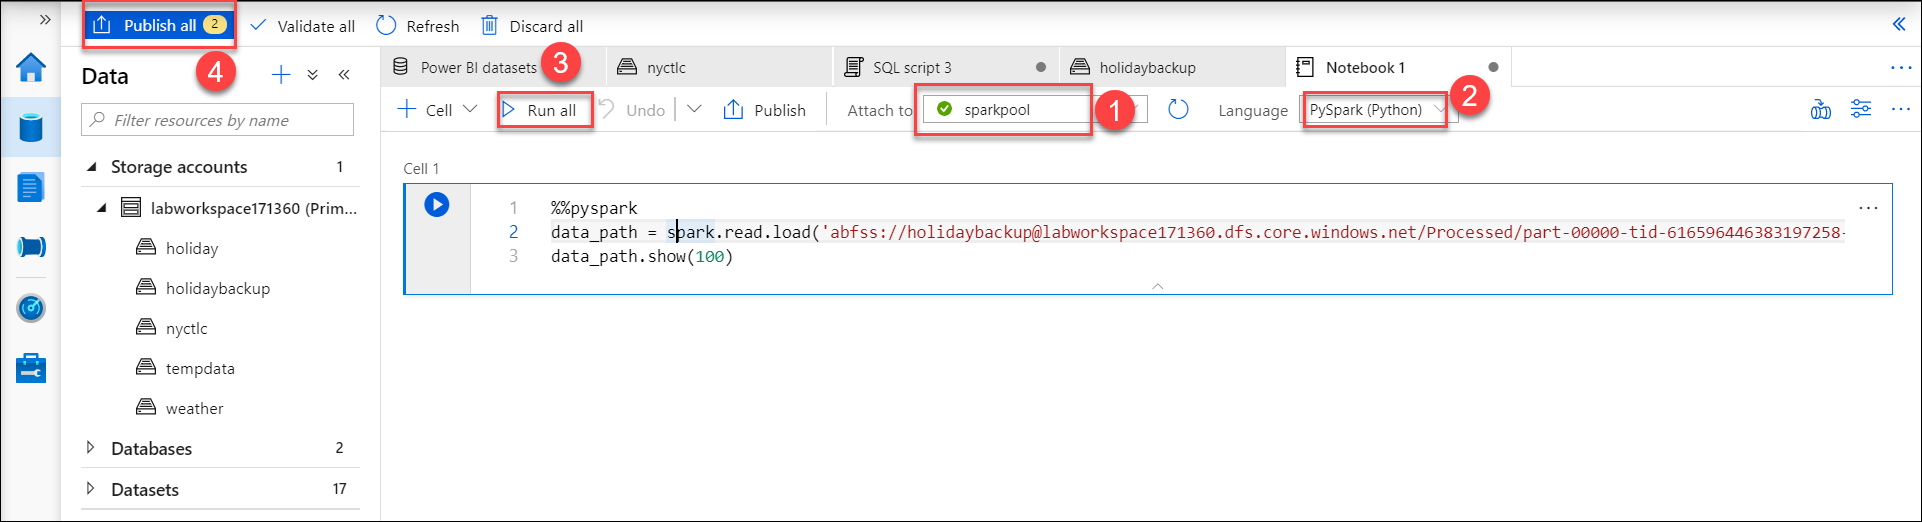 Publish all 2
Validate all
Refresh
Discard all
4
Data
Filter resources by name
Storage accounts 1
labworkspace171360 (Prim...
holiday
holidaybackup
nyctlc
tempdata
weather
Databases 2
Datasets 17
Power BI datasets
3
nyctlc
SQL script 3
holidaybackup
Notebook 1
Cell
Run all
Undo
Publish
Attach to
sparkpool
1
Language
PySpark (Python)
2
Cell 1
1 %%pyspark
2 data_path = spark.read.load('abfss://holidaybackup@labworkspace171360.dfs.core.windows.net/Processed/part-00000-tid-616596446383197258-
3 data_path.show(100)